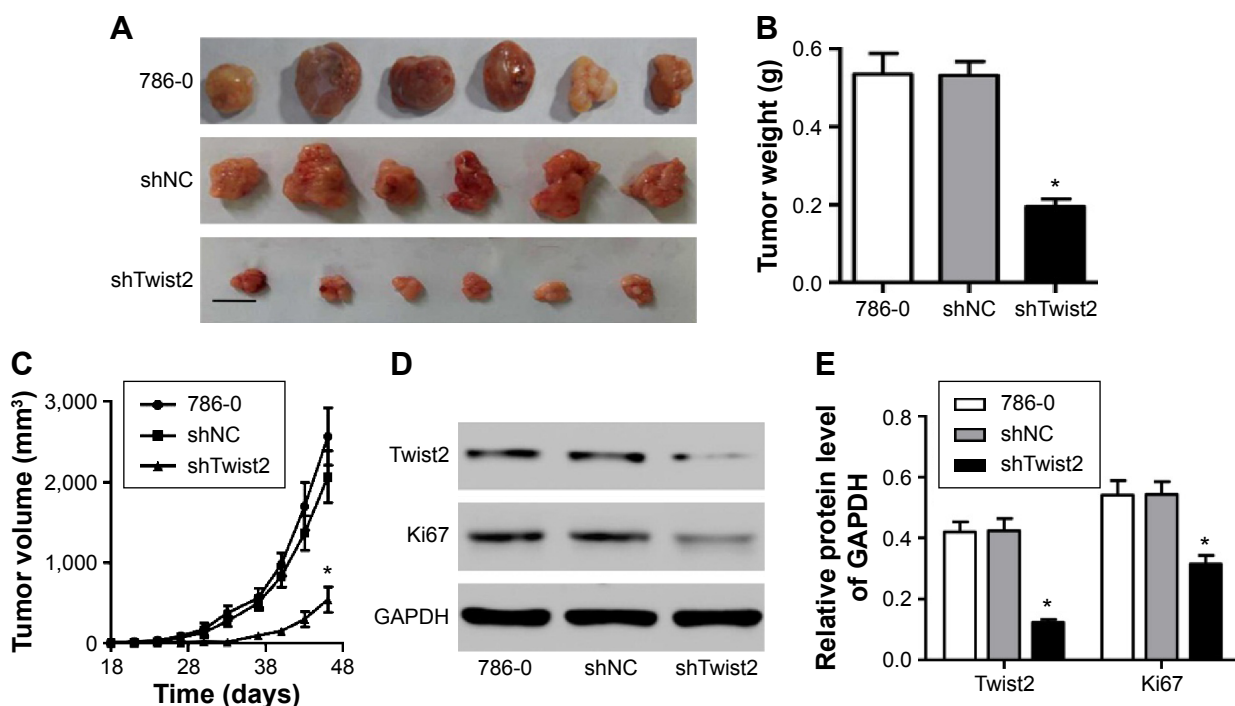 A
786-0
shNC
shTwist2
B
Tumor weight (g)
0.6
0.4
0.2
0.0
*
786-0 shNC shTwist2
C
Tumor volume (mm³)
3,000
2,000
1,000
0
786-0
shNC
shTwist2
*
18 28 38 48
Time (days)
D
Twist2
Ki67
GAPDH
786-0 shNC shTwist2
E
Relative protein level
of GAPDH
0.8
0.6
0.4
0.2
0.0
786-0
shNC
shTwist2
*
*
Twist2 Ki67